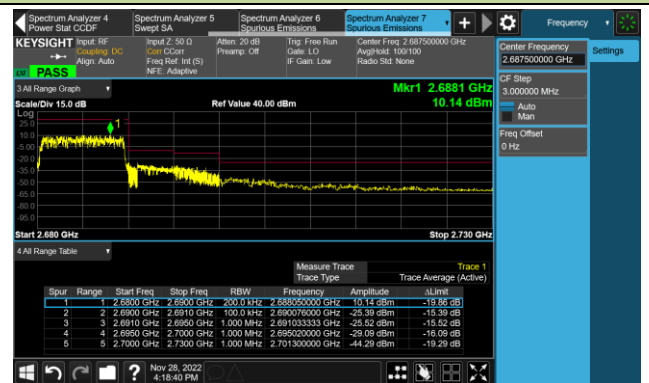 Spectrum Analyzer 4
Power Stat CCDF
Spectrum Analyzer 5
Swept SA
Spectrum Analyzer 6
Spurious Emissions
Spectrum Analyzer 7
Spurious Emissions
Frequency
KEYSIGHT
Input: RF
Coupling: DC
Align: Auto
Input Z: 50 Ω
Corr CCorr
Freq Ref: Int (S)
NFE: Adaptive
Atten: 20 dB
Preamp: Off
Trig: Free Run
Gate: LO
IF Gain: Low
Center Freq: 2.687500000 GHz
Avg|Hold: 100/100
Radio Std: None
PASS
Center Frequency
2.687500000 GHz
Settings
CF Step
3.000000 MHz
Auto
Man
Freq Offset
0 Hz
3 All Range Graph
Mkr1 2.6881 GHz
10.14 dBm
Scale/Div 15.0 dB
Ref Value 40.00 dBm
Log
25.0
10.0
-5.00
-20.0
-35.0
-50.0
-65.0
-80.0
-95.0
1
Start 2.680 GHz
Stop 2.730 GHz
4 All Range Table
Measure Trace Trace 1
Trace Type Trace Average (Active)
Spur Range Start Freq Stop Freq RBW Frequency Amplitude ΔLimit
1 1 2.6800 GHz 2.6900 GHz 200.0 kHz 2.688050000 GHz 10.14 dBm -19.86 dB
2 2 2.6900 GHz 2.6910 GHz 100.0 kHz 2.690076000 GHz -25.39 dBm -15.39 dB
3 3 2.6910 GHz 2.6950 GHz 1.000 MHz 2.691033333 GHz -25.52 dBm -15.52 dB
4 4 2.6950 GHz 2.7000 GHz 1.000 MHz 2.695020000 GHz -29.09 dBm -16.09 dB
5 5 2.7000 GHz 2.7300 GHz 1.000 MHz 2.701300000 GHz -44.29 dBm -19.29 dB
Nov 28, 2022
4:18:40 PM